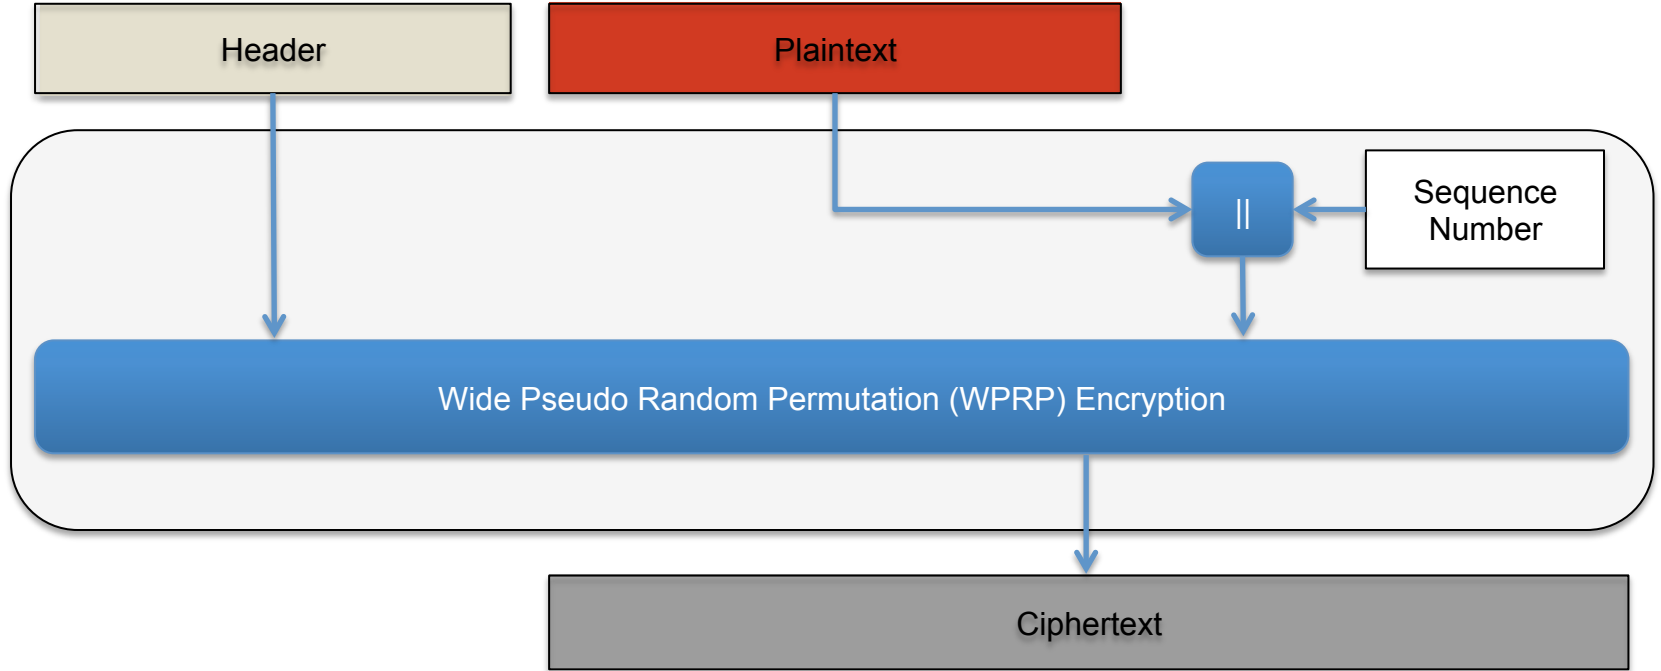 Header
Plaintext
||
Sequence
Number
Wide Pseudo Random Permutation (WPRP) Encryption
Ciphertext